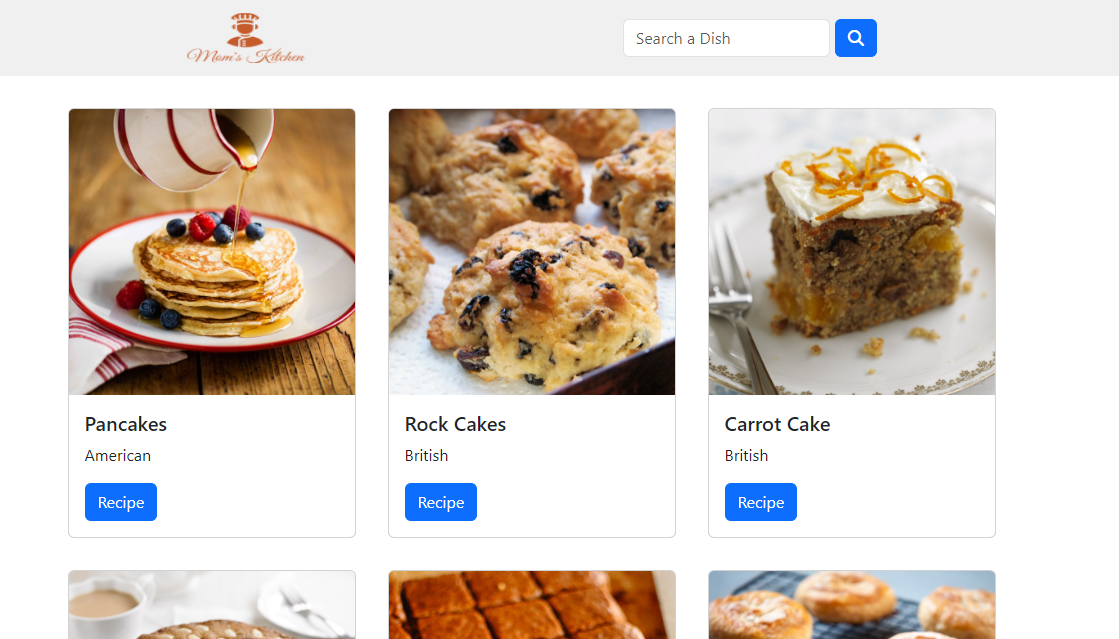 Mom's Kitchen
Search a Dish
Pancakes
American
Recipe
Rock Cakes
British
Recipe
Carrot Cake
British
Recipe